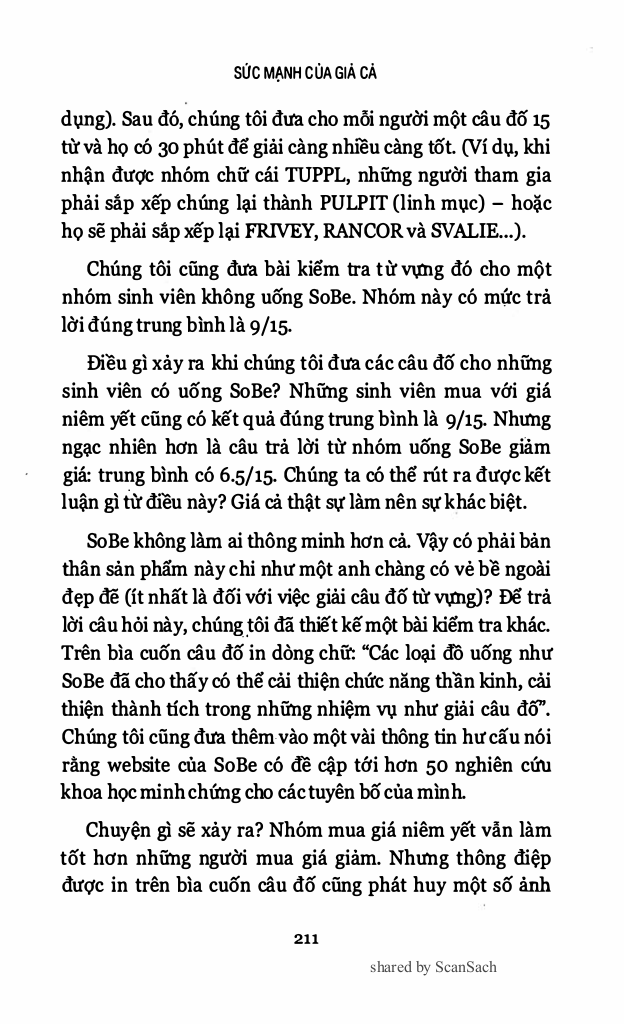 SỨC MẠNH CỦA GIÁ CẢ
dụng). Sau đó, chúng tôi đưa cho mỗi người một câu đố 15
từ và họ có 30 phút để giải càng nhiều càng tốt. (Ví dụ, khi
nhận được nhóm chữ cái TUPPL, những người tham gia
phải sắp xếp chúng lại thành PULPIT (linh mục) – hoặc
họ sẽ phải sắp xếp lại FRIVEY, RANCOR và SVALIE...).
Chúng tôi cũng đưa bài kiểm tra từ vựng đó cho một
nhóm sinh viên không uống SoBe. Nhóm này có mức trả
lời đúng trung bình là 9/15.
Điều gì xảy ra khi chúng tôi đưa các câu đố cho những
sinh viên có uống SoBe? Những sinh viên mua với giá
niêm yết cũng có kết quả đúng trung bình là 9/15. Nhưng
ngạc nhiên hơn là câu trả lời từ nhóm uống SoBe giảm
giá: trung bình có 6.5/15. Chúng ta có thể rút ra được kết
luận gì từ điều này? Giá cả thật sự làm nên sự khác biệt.
SoBe không làm ai thông minh hơn cả. Vậy có phải bản
thân sản phẩm này chỉ như một anh chàng có vẻ bề ngoài
đẹp đẽ (ít nhất là đối với việc giải câu đố từ vựng)? Để trả
lời câu hỏi này, chúng tôi đã thiết kế một bài kiểm tra khác.
Trên bìa cuốn câu đố in dòng chữ: “Các loại đồ uống như
SoBe đã cho thấy có thể cải thiện chức năng thần kinh, cải
thiện thành tích trong những nhiệm vụ như giải câu đố”.
Chúng tôi cũng đưa thêm vào một vài thông tin hư cấu nói
rằng website của SoBe có đề cập tới hơn 50 nghiên cứu
khoa học minh chứng cho các tuyên bố của mình.
Chuyện gì sẽ xảy ra? Nhóm mua giá niêm yết vẫn làm
tốt hơn những người mua giá giảm. Nhưng thông điệp
được in trên bìa cuốn câu đố cũng phát huy một số ảnh
211
shared by ScanSach